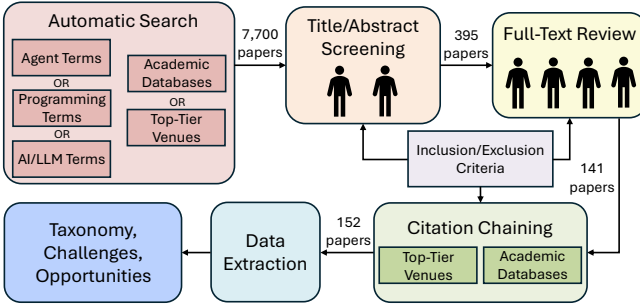 Automatic Search
Agent Terms
OR
Programming
Terms
OR
AI/LLM Terms
Academic
Databases
OR
Top-Tier
Venues
7,700
papers
Title/Abstract
Screening
395
papers
Full-Text Review
Inclusion/Exclusion
Criteria
141
papers
Citation Chaining
Top-Tier
Venues
Academic
Databases
152
papers
Data
Extraction
Taxonomy,
Challenges,
Opportunities